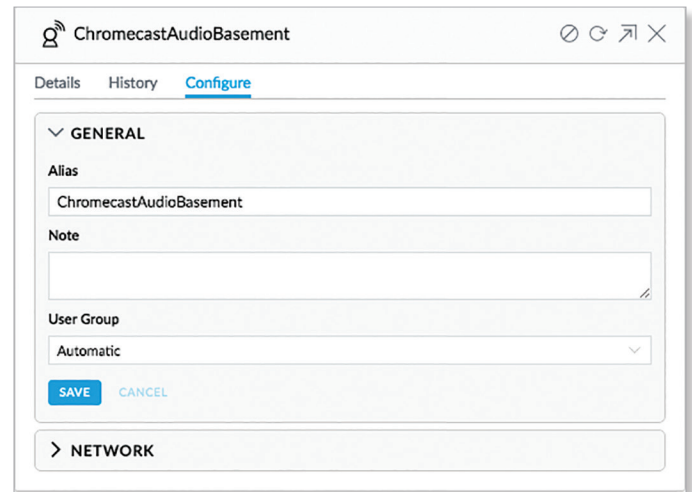 ChromecastAudioBasement
Details History Configure
GENERAL
Alias
ChromecastAudioBasement
Note
User Group
Automatic
SAVE CANCEL
NETWORK